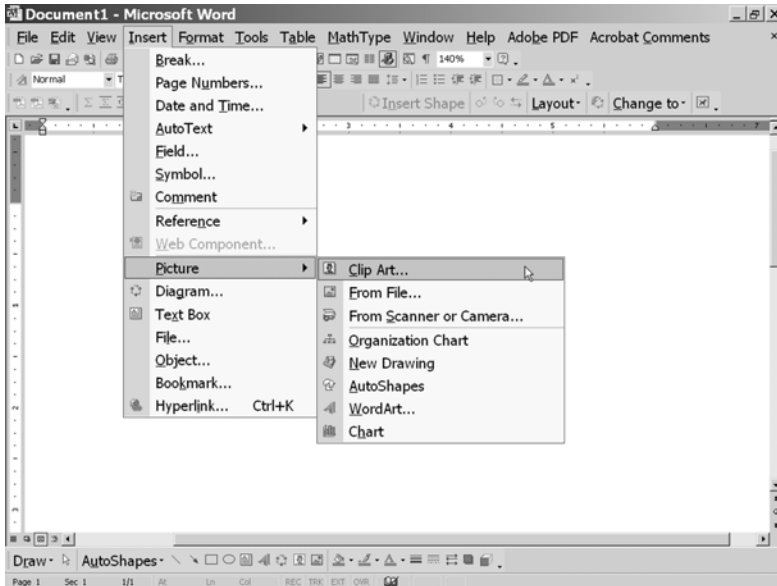 Document1 - Microsoft Word
File Edit View Insert Format Tools Table MathType Window Help Adobe PDF Acrobat Comments
Break...
140%
Normal
Page Numbers...
Date and Time...
Insert Shape Layout Change to
AutoText
3 4 5 7
Field...
Symbol...
Comment
Reference
Web Component...
Picture
Clip Art...
Diagram...
From File...
Text Box
From Scanner or Camera...
File...
Organization Chart
Object...
New Drawing
Bookmark...
AutoShapes
Hyperlink... Ctrl+K
WordArt...
Chart
Draw AutoShapes
Page 1 Sec 1 1/1 At Ln Col REC TRK EXT OVR